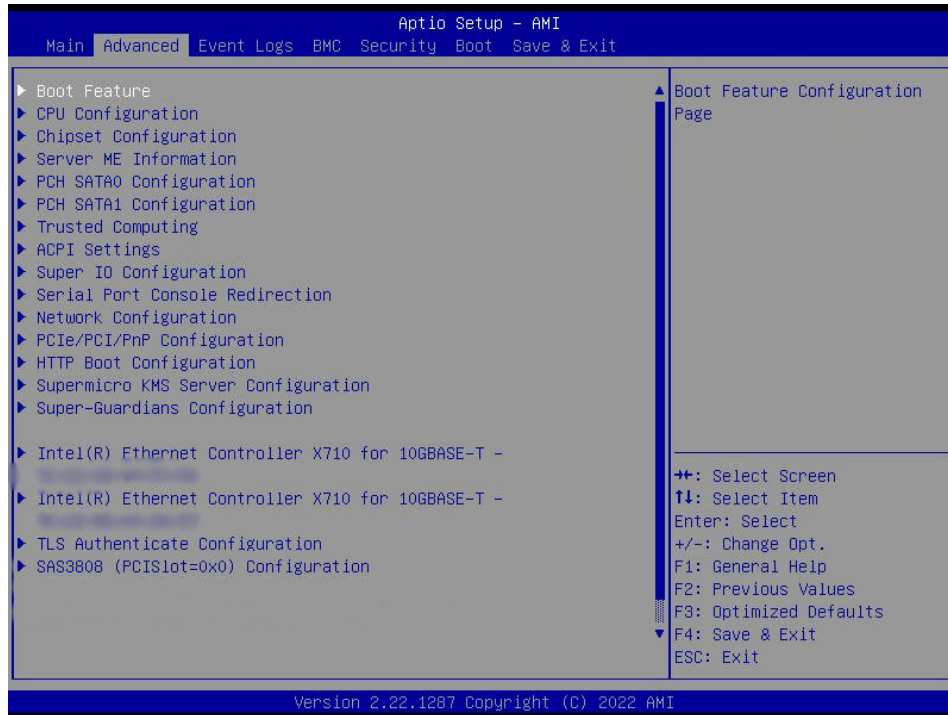 Aptio Setup – AMI
Main Advanced Event Logs BMC Security Boot Save & Exit
Boot Feature
CPU Configuration
Chipset Configuration
Server ME Information
PCH SATA0 Configuration
PCH SATA1 Configuration
Trusted Computing
ACPI Settings
Super IO Configuration
Serial Port Console Redirection
Network Configuration
PCIe/PCI/PnP Configuration
HTTP Boot Configuration
Supermicro KMS Server Configuration
Super-Guardians Configuration
Intel(R) Ethernet Controller X710 for 10GBASE-T –
Intel(R) Ethernet Controller X710 for 10GBASE-T –
TLS Authenticate Configuration
SAS3808 (PCISlot=0x0) Configuration
Boot Feature Configuration
Page
→←: Select Screen
↑↓: Select Item
Enter: Select
+/-: Change Opt.
F1: General Help
F2: Previous Values
F3: Optimized Defaults
F4: Save & Exit
ESC: Exit
Version 2.22.1287 Copyright (C) 2022 AMI